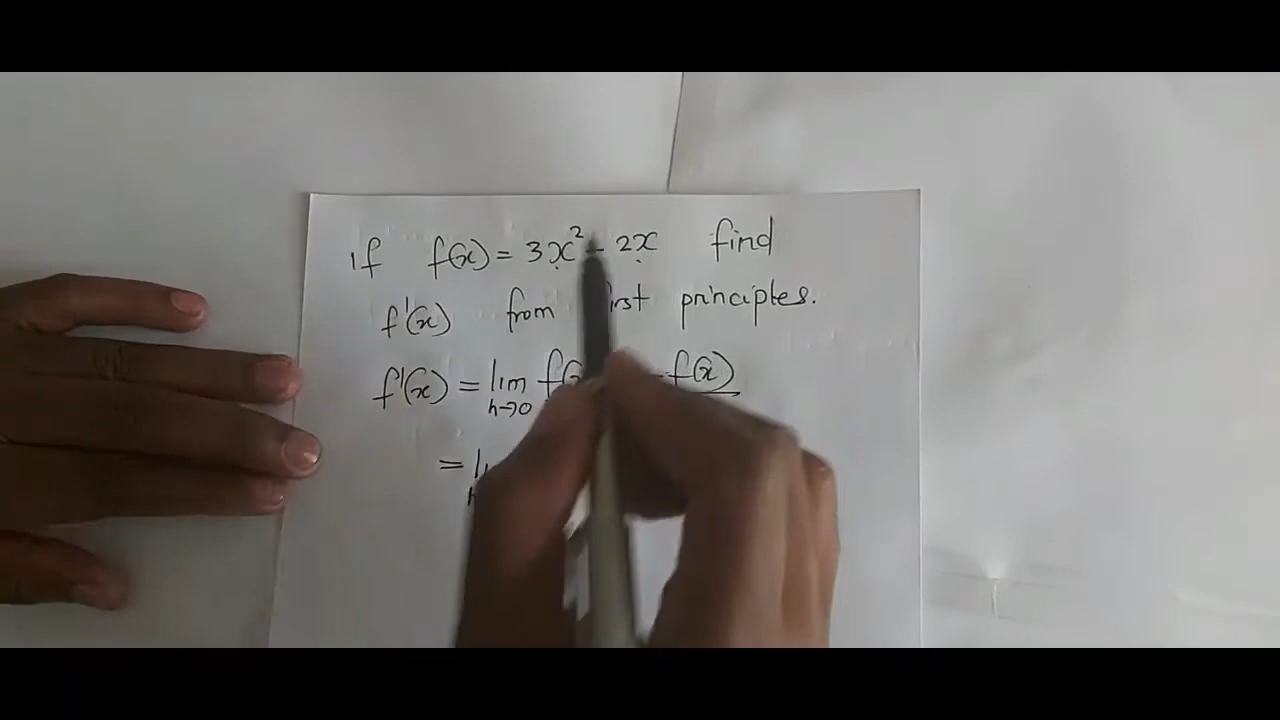 If f(x) = 3x² - 2x find
f'(x) from first principles.
f'(x) = lim f(x - f(x)
h→0
= li